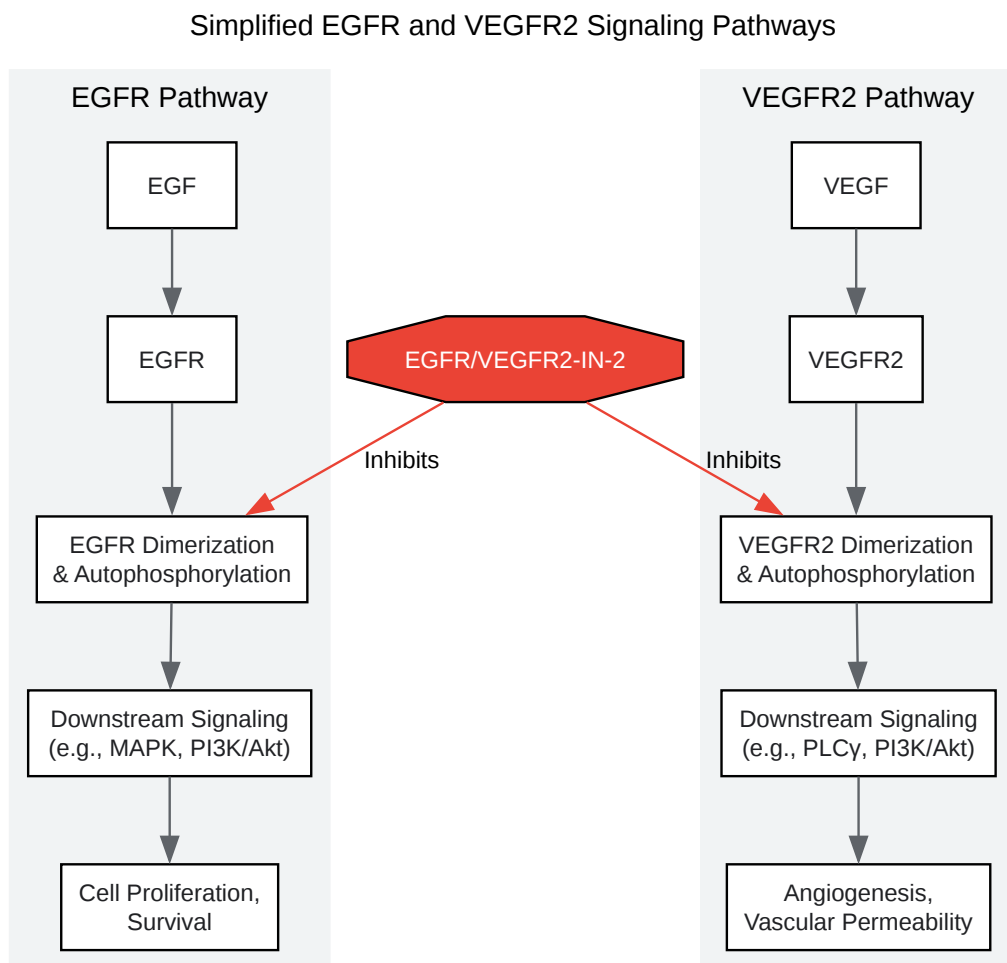 Simplified EGFR and VEGFR2 Signaling Pathways
EGFR Pathway
EGF
EGFR
EGFR/VEGFR2-IN-2
Inhibits
Inhibits
EGFR Dimerization
& Autophosphorylation
Downstream Signaling
(e.g., MAPK, PI3K/Akt)
Cell Proliferation,
Survival
VEGFR2 Pathway
VEGF
VEGFR2
VEGFR2 Dimerization
& Autophosphorylation
Downstream Signaling
(e.g., PLCγ, PI3K/Akt)
Angiogenesis,
Vascular Permeability